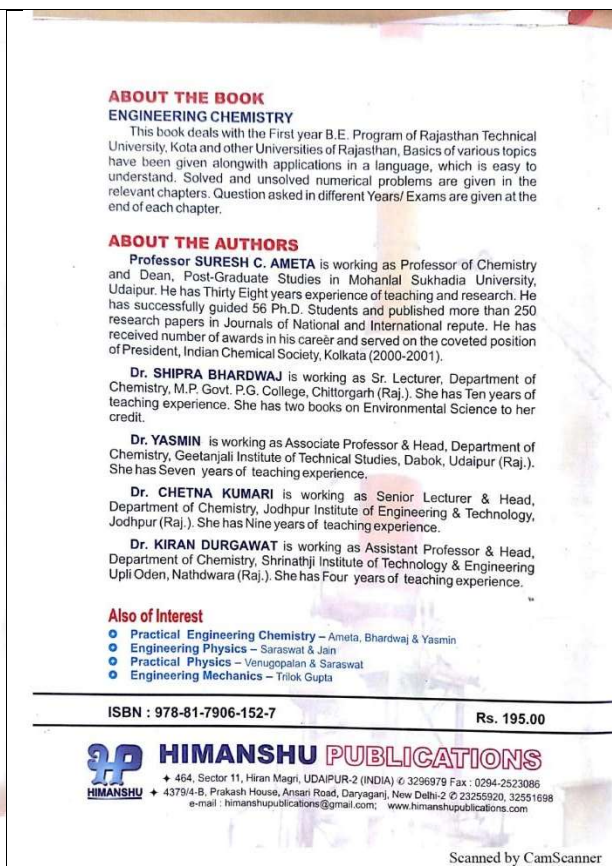 ABOUT THE BOOK
ENGINEERING CHEMISTRY
This book deals with the First year B.E. Program of Rajasthan Technical
University, Kota and other Universities of Rajasthan, Basics of various topics
have been given alongwith applications in a language, which is easy to
understand. Solved and unsolved numerical problems are given in the
relevant chapters. Question asked in different Years/ Exams are given at the
end of each chapter.
ABOUT THE AUTHORS
Professor SURESH C. AMETA is working as Professor of Chemistry
and Dean, Post-Graduate Studies in Mohanlal Sukhadia University,
Udaipur. He has Thirty Eight years experience of teaching and research. He
has successfully guided 56 Ph.D. Students and published more than 250
research papers in Journals of National and International repute. He has
received number of awards in his career and served on the coveted position
of President, Indian Chemical Society, Kolkata (2000-2001).
Dr. SHIPRA BHARDWAJ is working as Sr. Lecturer, Department of
Chemistry, M.P. Govt. P.G. College, Chittorgarh (Raj.). She has Ten years of
teaching experience. She has two books on Environmental Science to her
credit.
Dr. YASMIN is working as Associate Professor & Head, Department of
Chemistry, Geetanjali Institute of Technical Studies, Dabok, Udaipur (Raj.).
She has Seven years of teaching experience.
Dr. CHETNA KUMARI is working as Senior Lecturer & Head,
Department of Chemistry, Jodhpur Institute of Engineering & Technology,
Jodhpur (Raj.). She has Nine years of teaching experience.
Dr. KIRAN DURGAWAT is working as Assistant Professor & Head,
Department of Chemistry, Shrinathji Institute of Technology & Engineering
Upli Oden, Nathdwara (Raj.). She has Four years of teaching experience.
Also of Interest
Practical Engineering Chemistry – Ameta, Bhardwaj & Yasmin
Engineering Physics – Saraswat & Jain
Practical Physics – Venugopalan & Saraswat
Engineering Mechanics – Trilok Gupta
ISBN : 978-81-7906-152-7 Rs. 195.00
HIMANSHU PUBLICATIONS
464, Sector 11, Hiran Magri, UDAIPUR-2 (INDIA) ✆ 3296979 Fax : 0294-2523086
HIMANSHU 4379/4-B, Prakash House, Ansari Road, Daryaganj, New Delhi-2 ✆ 23255920, 32551698
e-mail : himanshupublications@gmail.com; www.himanshupublications.com
Scanned by CamScanner